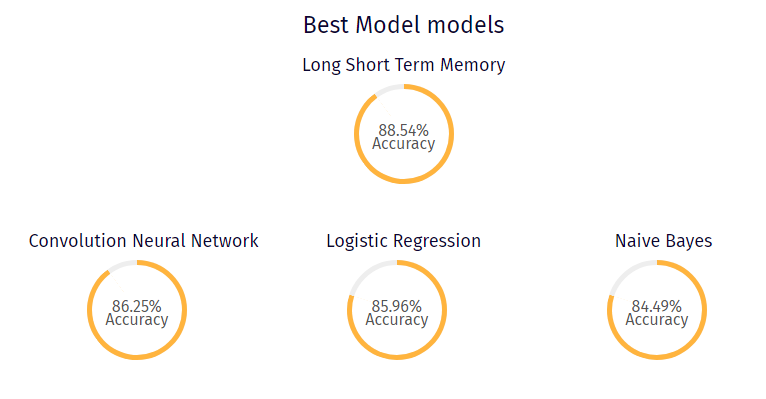 Best Model models
Long Short Term Memory
88.54%
Accuracy
Convolution Neural Network
86.25%
Accuracy
Logistic Regression
85.96%
Accuracy
Naive Bayes
84.49%
Accuracy